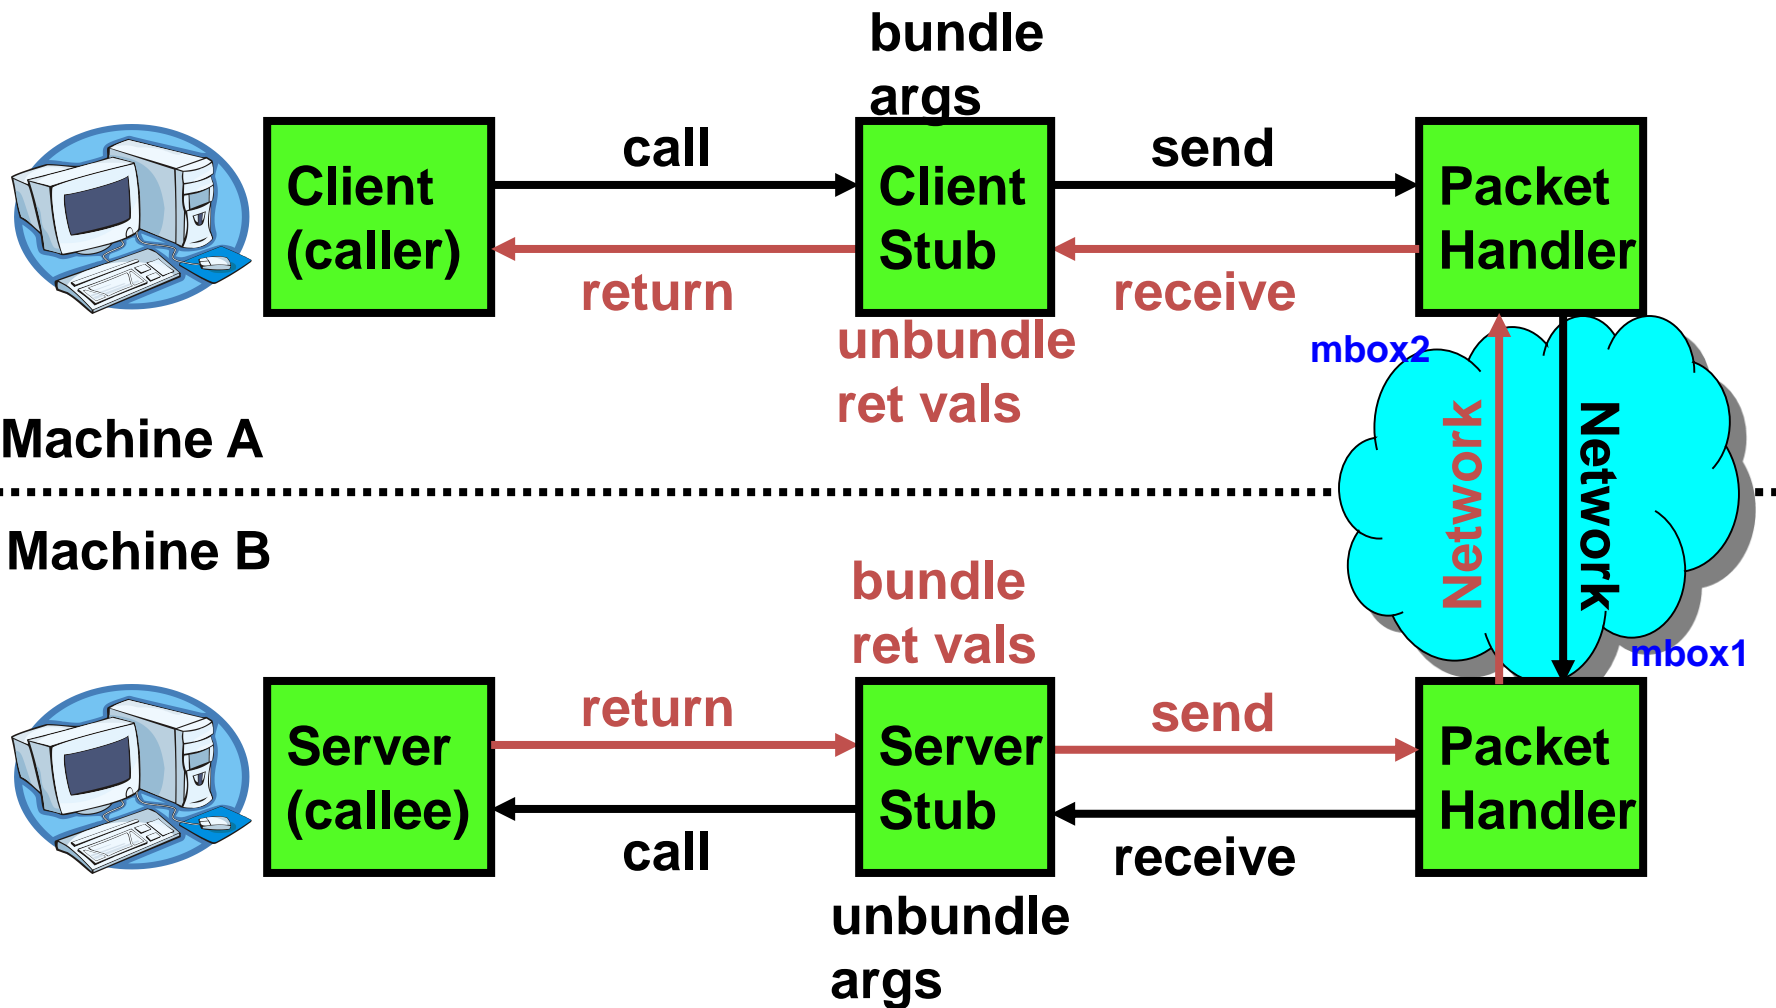 bundle
args
call
send
Client
(caller)
Client
Stub
Packet
Handler
return
receive
unbundle
ret vals
mbox2
Machine A
Network
Network
Machine B
bundle
ret vals
mbox1
return
send
Server
(callee)
Server
Stub
Packet
Handler
call
receive
unbundle
args